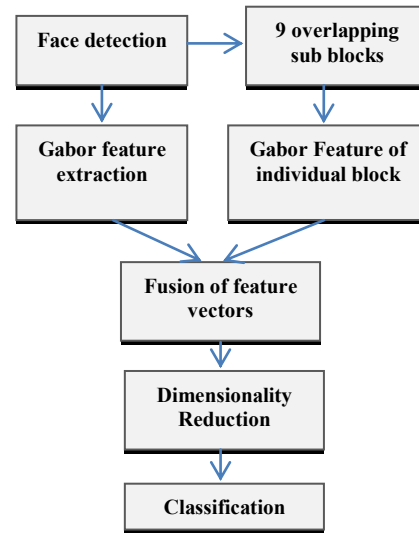 Face detection
9 overlapping
sub blocks
Gabor feature
extraction
Gabor Feature of
individual block
Fusion of feature
vectors
Dimensionality
Reduction
Classification